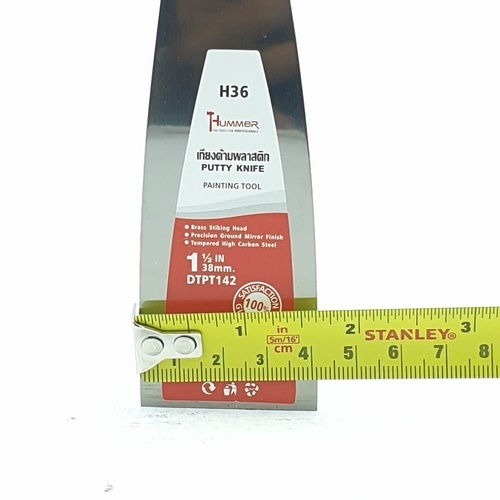 H36
HUMMER
THE TOOLS FOR PROFESSIONALS
เกียงด้ามพลาสติก
PUTTY KNIFE
PAINTING TOOL
Brass Stiking Head
Precision Ground Mirror Finish
Tempered High Carbon Steel
1 ½ IN
38mm.
DTPT142
SATISFACTION
100%
1 in 2 STANLEY® 3
5m/16'
1 2 3 cm 4 5 6 7 8